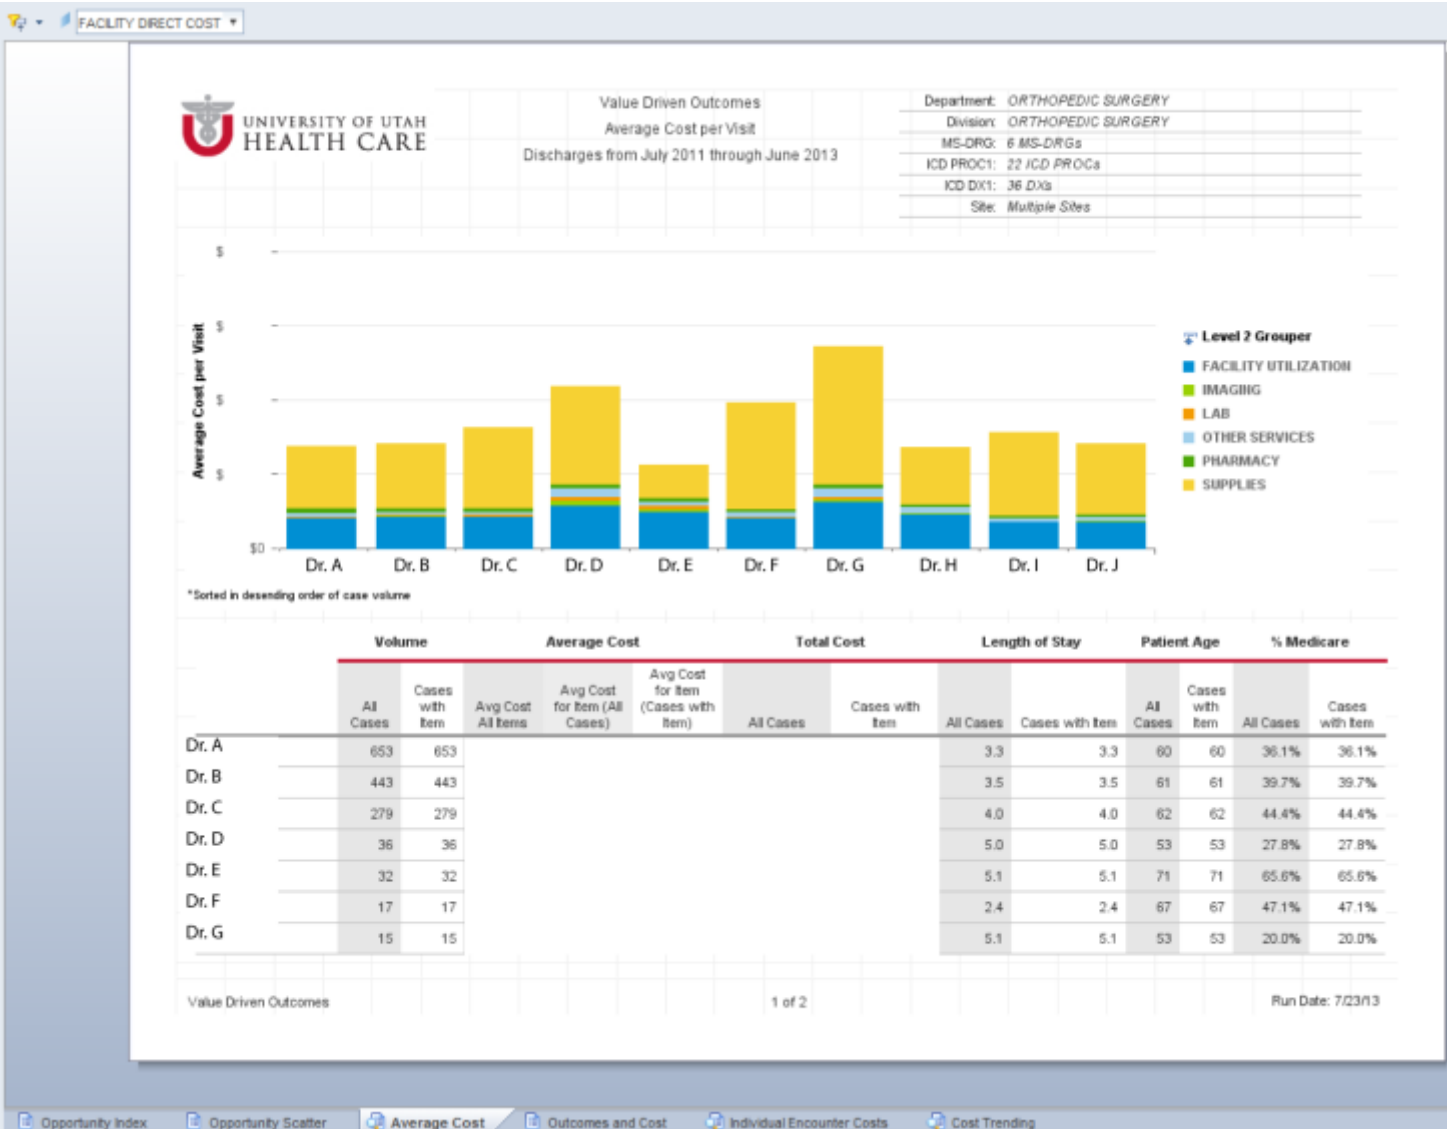 FACILITY DIRECT COST
UNIVERSITY OF UTAH
HEALTH CARE
Value Driven Outcomes
Average Cost per Visit
Discharges from July 2011 through June 2013
Department: ORTHOPEDIC SURGERY
Division: ORTHOPEDIC SURGERY
MS-DRG: 6 MS-DRGs
ICD PROC1: 22 ICD PROCs
ICD DX1: 36 DXs
Site: Multiple Sites
Average Cost per Visit
$
$
$
$
$0
Dr. A Dr. B Dr. C Dr. D Dr. E Dr. F Dr. G Dr. H Dr. I Dr. J
Level 2 Grouper
FACILITY UTILIZATION
IMAGING
LAB
OTHER SERVICES
PHARMACY
SUPPLIES
*Sorted in desending order of case volume
Volume Average Cost Total Cost Length of Stay Patient Age % Medicare
All Cases Cases with Item Avg Cost All Items Avg Cost for Item (All Cases) Avg Cost for Item (Cases with Item) All Cases Cases with Item All Cases Cases with Item All Cases Cases with Item All Cases Cases with Item
Dr. A 653 653 3.3 3.3 60 60 36.1% 36.1%
Dr. B 443 443 3.5 3.5 61 61 39.7% 39.7%
Dr. C 279 279 4.0 4.0 62 62 44.4% 44.4%
Dr. D 36 36 5.0 5.0 53 53 27.8% 27.8%
Dr. E 32 32 5.1 5.1 71 71 65.6% 65.6%
Dr. F 17 17 2.4 2.4 67 67 47.1% 47.1%
Dr. G 15 15 5.1 5.1 53 53 20.0% 20.0%
Value Driven Outcomes 1 of 2 Run Date: 7/23/13
Opportunity Index Opportunity Scatter Average Cost Outcomes and Cost Individual Encounter Costs Cost Trending